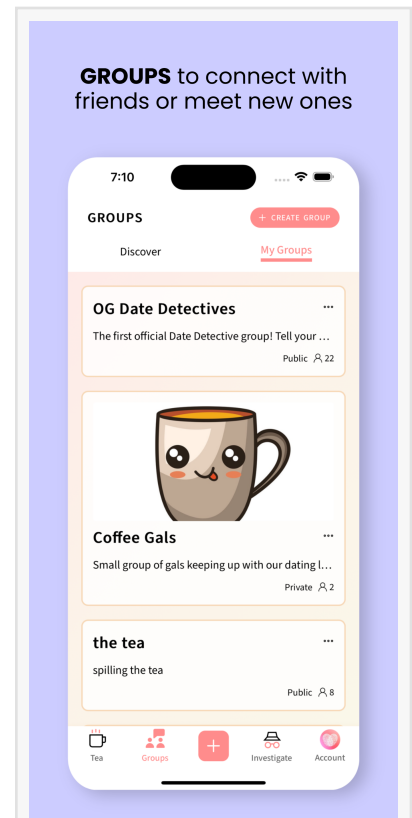 GROUPS to connect with
friends or meet new ones
7:10
GROUPS
+ CREATE GROUP
Discover
My Groups
OG Date Detectives
The first official Date Detective group! Tell your ...
Public 22
Coffee Gals
Small group of gals keeping up with our dating l...
Private 2
the tea
spilling the tea
Public 8
Tea
Groups
Investigate
Account